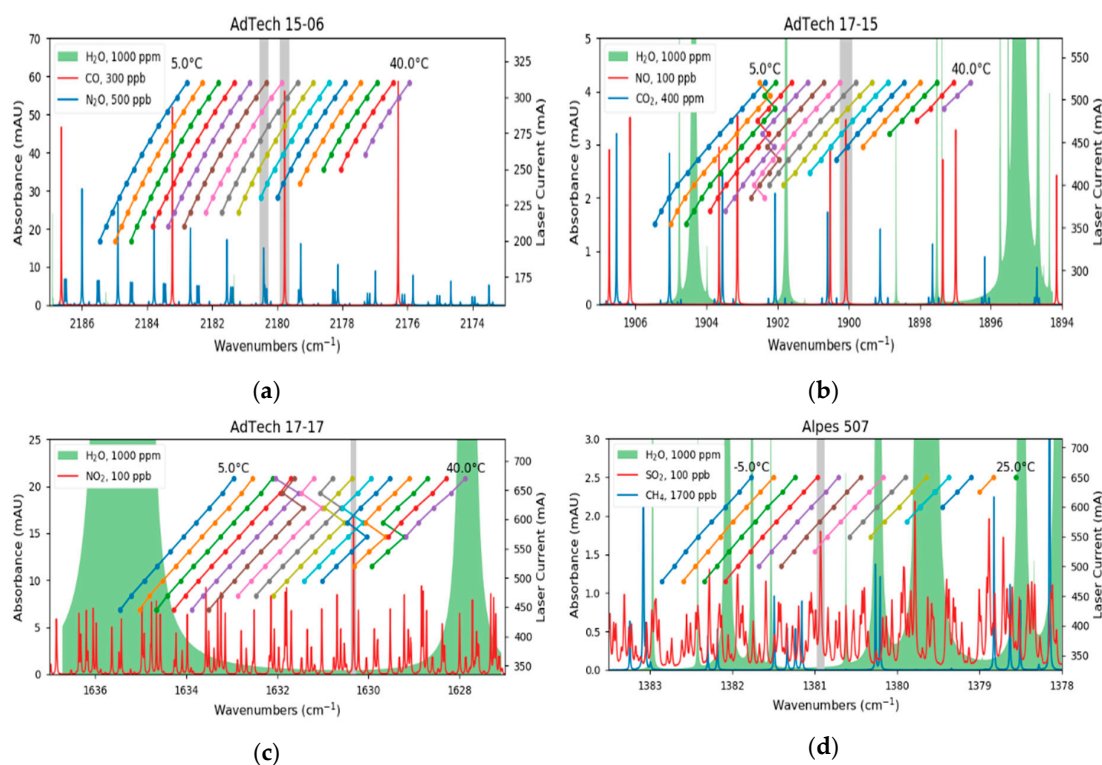 AdTech 15-06
70
60
50
40
30
20
10
0
Absorbance (mAU)
H₂O, 1000 ppm
CO, 300 ppb
N₂O, 500 ppb
5.0°C
40.0°C
325
300
275
250
225
200
175
Laser Current (mA)
2186 2184 2182 2180 2178 2176 2174
Wavenumbers (cm⁻¹)
(a)
AdTech 17-15
5
4
3
2
1
0
Absorbance (mAU)
H₂O, 1000 ppm
NO, 100 ppb
CO₂, 400 ppm
5.0°C
40.0°C
550
500
450
400
350
300
Laser Current (mA)
1906 1904 1902 1900 1898 1896 1894
Wavenumbers (cm⁻¹)
(b)
AdTech 17-17
25
20
15
10
5
0
Absorbance (mAU)
H₂O, 1000 ppm
NO₂, 100 ppb
5.0°C
40.0°C
700
650
600
550
500
450
400
350
Laser Current (mA)
1636 1634 1632 1630 1628
Wavenumbers (cm⁻¹)
(c)
Alpes 507
3.0
2.5
2.0
1.5
1.0
0.5
0.0
Absorbance (mAU)
H₂O, 1000 ppm
SO₂, 100 ppb
CH₄, 1700 ppb
-5.0°C
25.0°C
700
650
600
550
500
450
400
350
Laser Current (mA)
1383 1382 1381 1380 1379 1378
Wavenumbers (cm⁻¹)
(d)